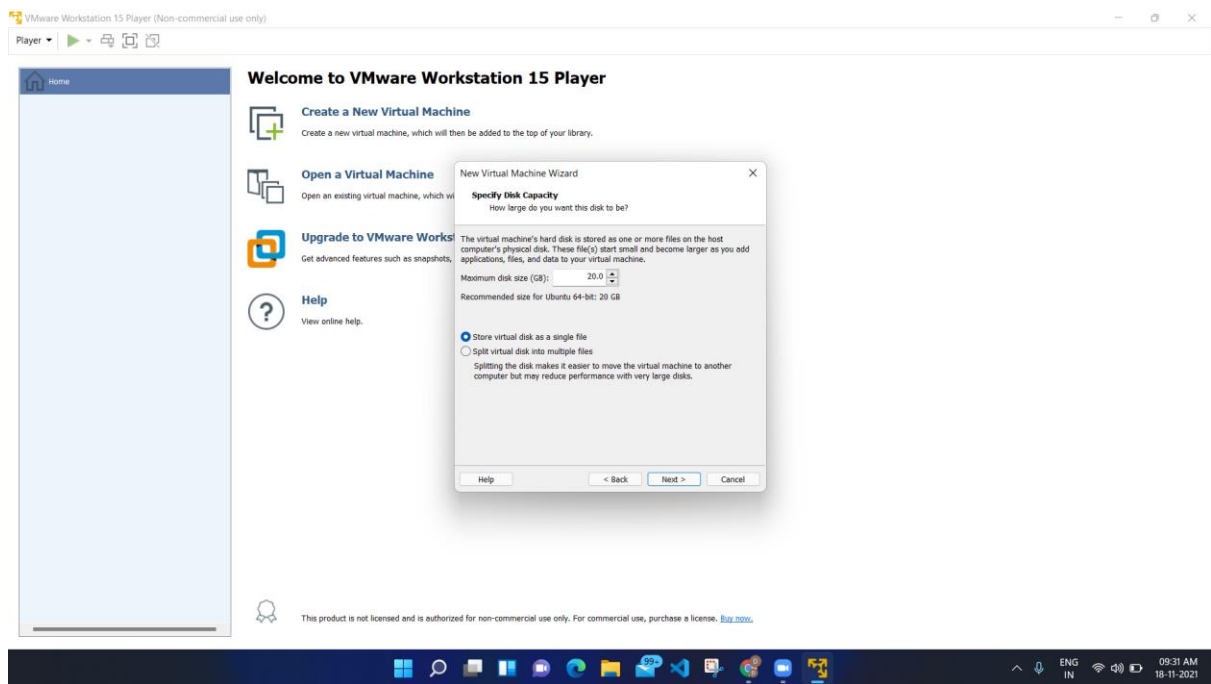 VMware Workstation 15 Player (Non-commercial use only)
Player
Home
Welcome to VMware Workstation 15 Player
Create a New Virtual Machine
Create a new virtual machine, which will then be added to the top of your library.
Open a Virtual Machine
Open an existing virtual machine, which wi
Upgrade to VMware Works
Get advanced features such as snapshots,
Help
View online help.
New Virtual Machine Wizard
Specify Disk Capacity
How large do you want this disk to be?
The virtual machine's hard disk is stored as one or more files on the host
computer's physical disk. These file(s) start small and become larger as you add
applications, files, and data to your virtual machine.
Maximum disk size (GB): 20.0
Recommended size for Ubuntu 64-bit: 20 GB
Store virtual disk as a single file
Split virtual disk into multiple files
Splitting the disk makes it easier to move the virtual machine to another
computer but may reduce performance with very large disks.
Help < Back Next > Cancel
This product is not licensed and is authorized for non-commercial use only. For commercial use, purchase a license. Buy now.
99+
ENG
IN
09:31 AM
18-11-2021